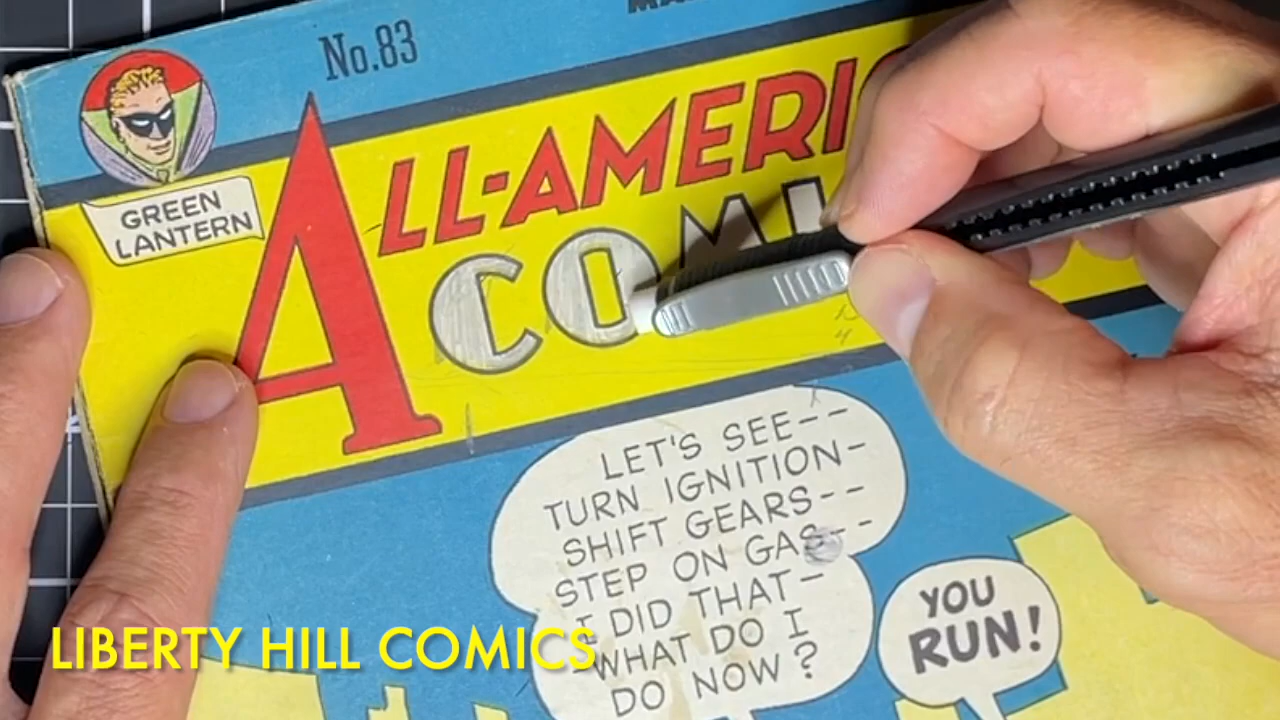 No.83
ALL-AMERI
GREEN
LANTERN
COMI
LET'S SEE--
TURN IGNITION-
SHIFT GEARS--
STEP ON GAS--
I DID THAT-
WHAT DO I
DO NOW?
YOU
RUN!
LIBERTY HILL COMICS